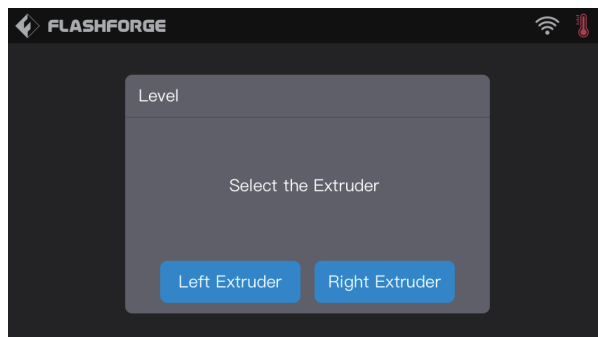 FLASHFORGE
Level
Select the Extruder
Left Extruder
Right Extruder